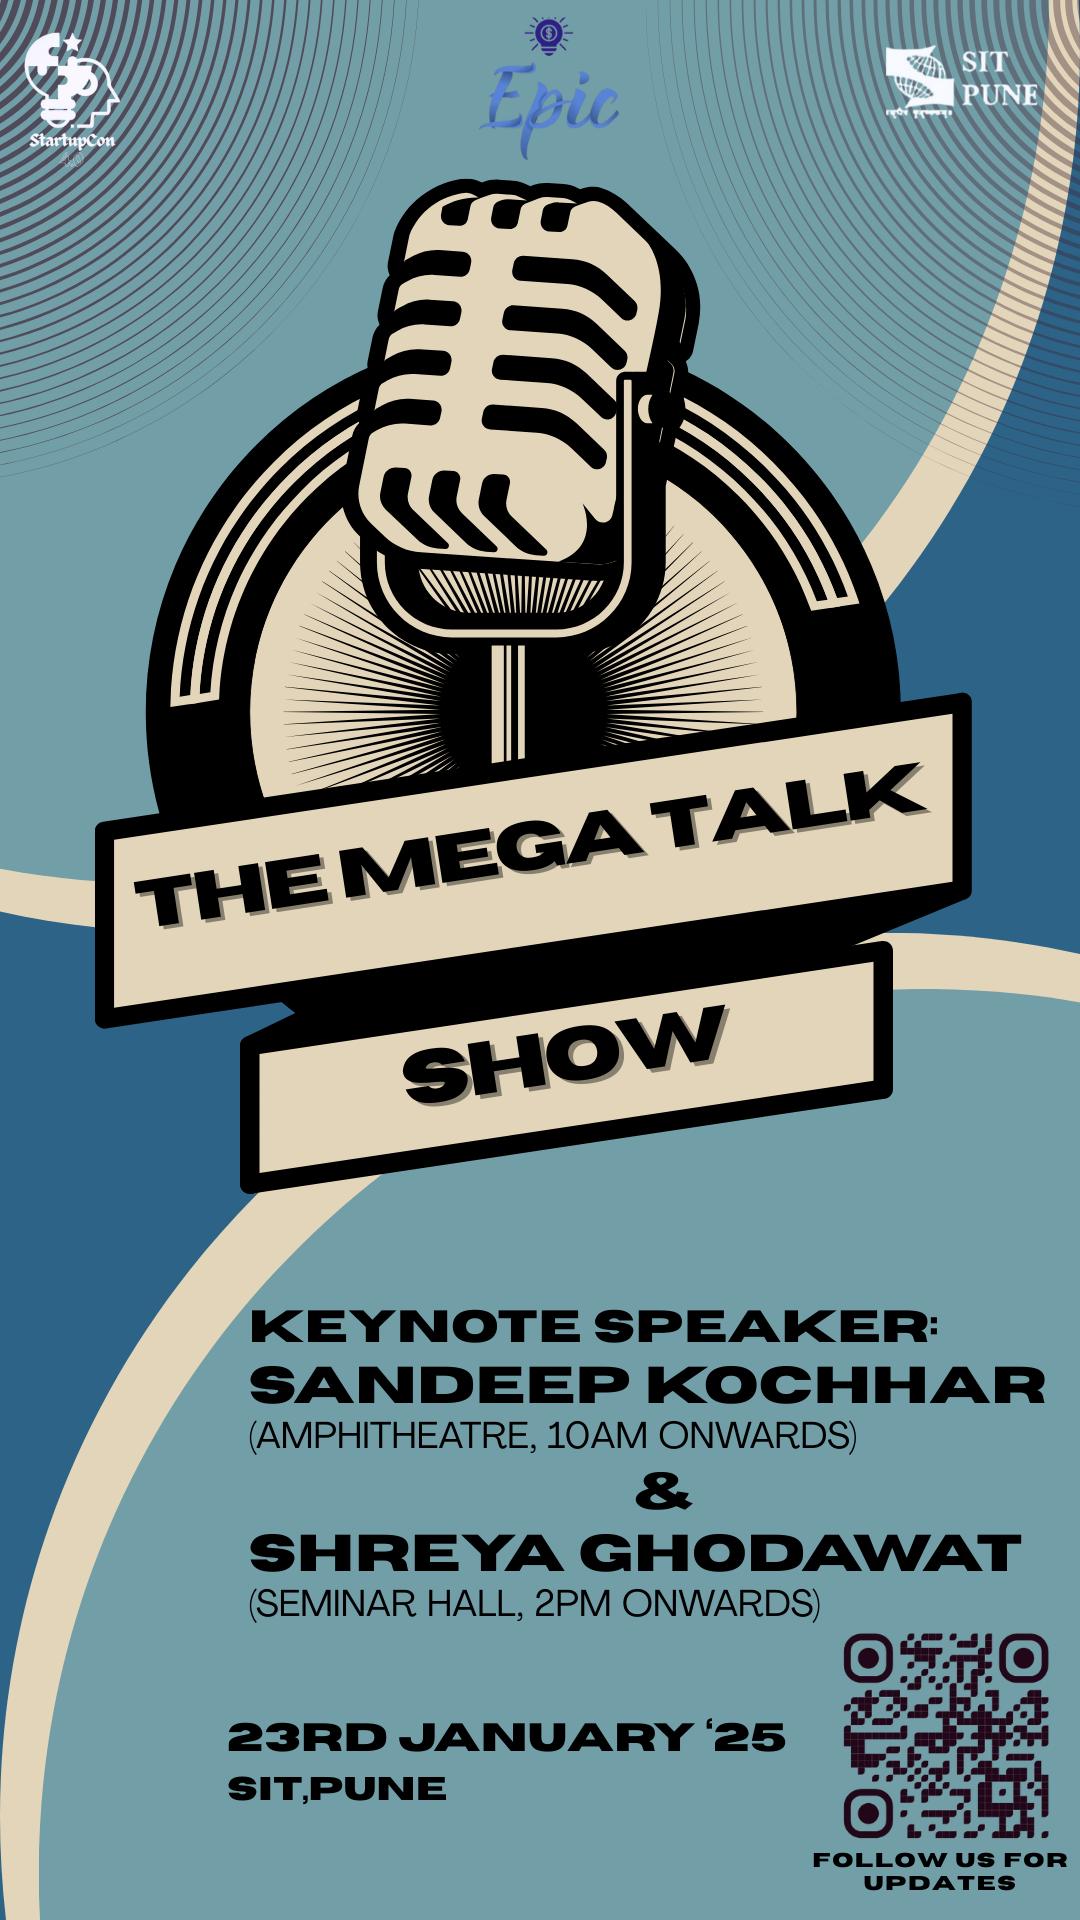 StartupCon
Epic
SIT
PUNE
THE MEGA TALK
SHOW
KEYNOTE SPEAKER:
SANDEEP KOCHHAR
(AMPHITHEATRE, 10AM ONWARDS)
&
SHREYA GHODAWAT
(SEMINAR HALL, 2PM ONWARDS)
23RD JANUARY ‘25
SIT,PUNE
FOLLOW US FOR
UPDATES